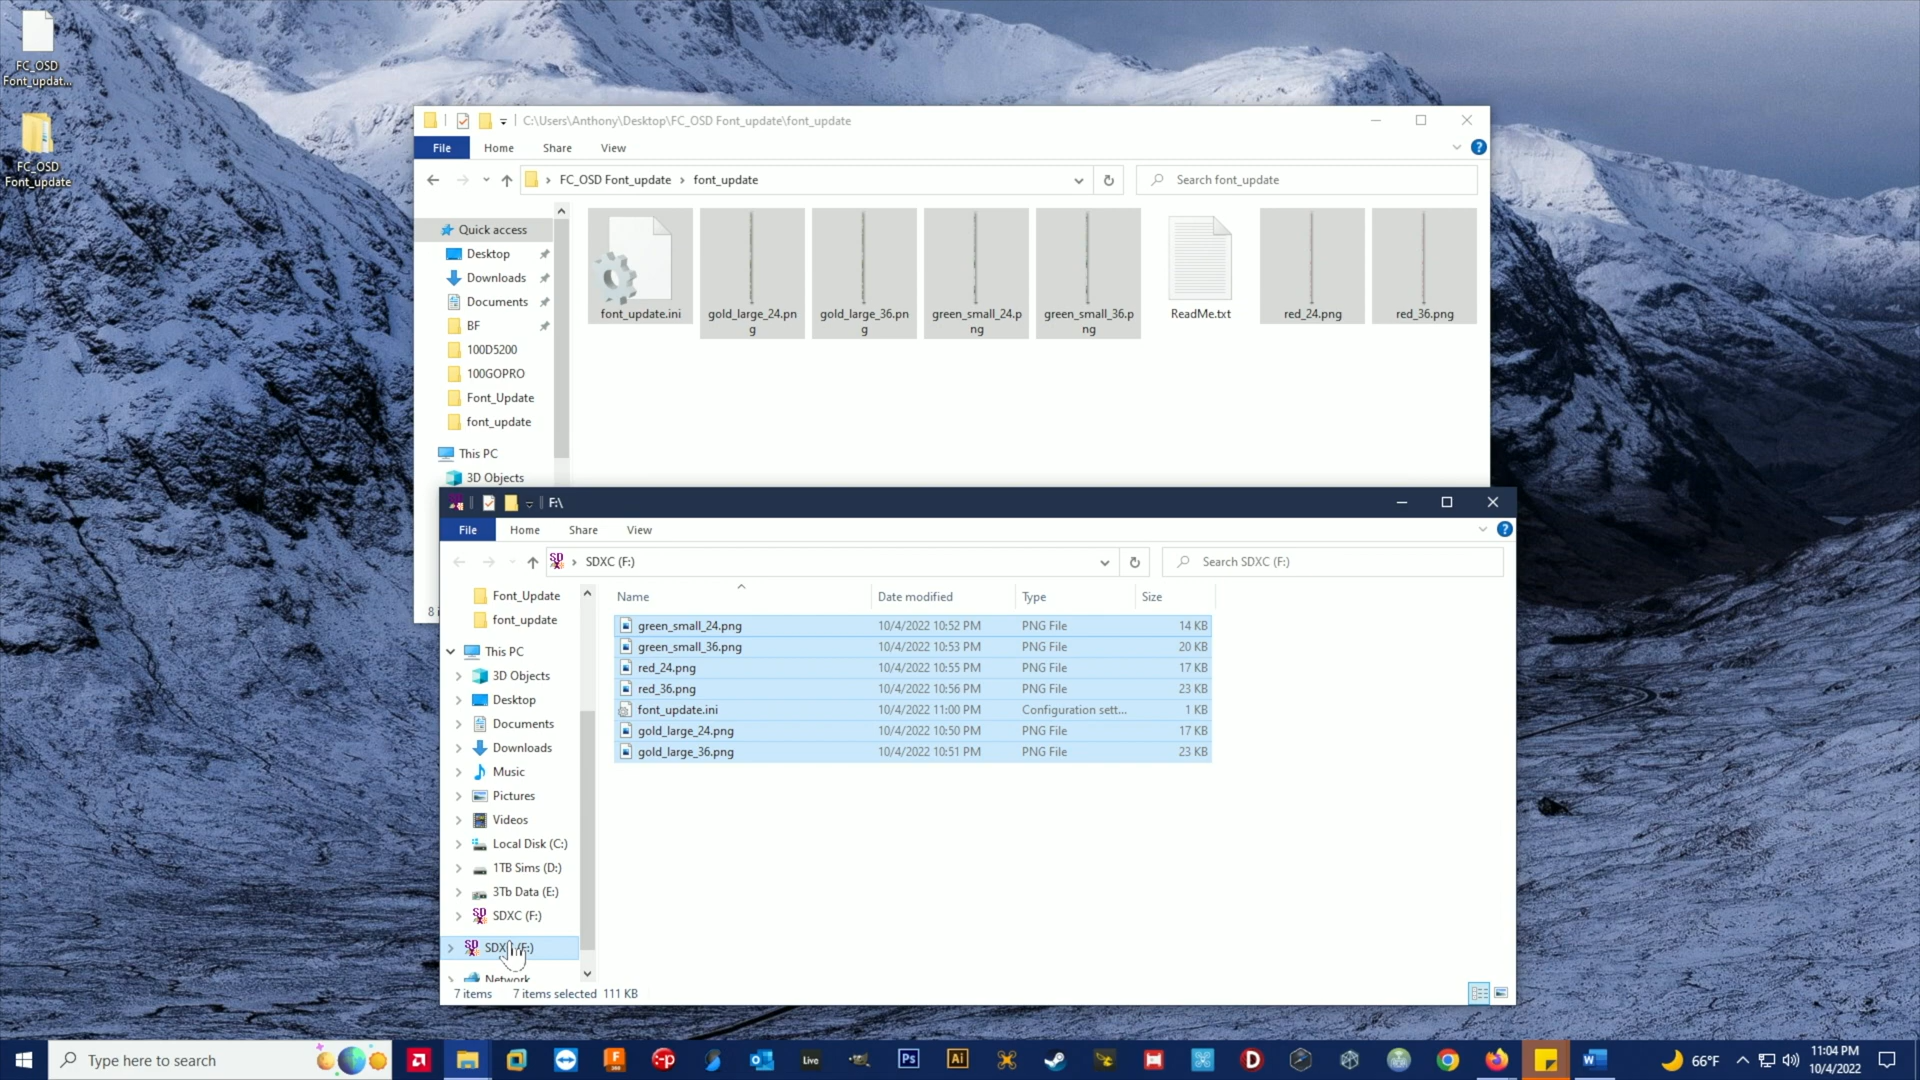 FC_OSD
Font_updat...
FC_OSD
Font_update
C:\Users\Anthony\Desktop\FC_OSD Font_update\font_update
File Home Share View
FC_OSD Font_update > font_update
Search font_update
Quick access
Desktop
Downloads
Documents
BF
100D5200
100GOPRO
Font_Update
font_update
This PC
3D Objects
font_update.ini
gold_large_24.pn
g
gold_large_36.pn
g
green_small_24.p
ng
green_small_36.p
ng
ReadMe.txt
red_24.png
red_36.png
8 i
F:\
File Home Share View
SDXC (F:)
Search SDXC (F:)
Font_Update
font_update
This PC
3D Objects
Desktop
Documents
Downloads
Music
Pictures
Videos
Local Disk (C:)
1TB Sims (D:)
3Tb Data (E:)
SDXC (F:)
SDXC (F:)
Network
Name Date modified Type Size
green_small_24.png 10/4/2022 10:52 PM PNG File 14 KB
green_small_36.png 10/4/2022 10:53 PM PNG File 20 KB
red_24.png 10/4/2022 10:55 PM PNG File 17 KB
red_36.png 10/4/2022 10:56 PM PNG File 23 KB
font_update.ini 10/4/2022 11:00 PM Configuration sett... 1 KB
gold_large_24.png 10/4/2022 10:50 PM PNG File 17 KB
gold_large_36.png 10/4/2022 10:51 PM PNG File 23 KB
7 items 7 items selected 111 KB
Type here to search
Live
Ps
Ai
66°F
11:04 PM
10/4/2022